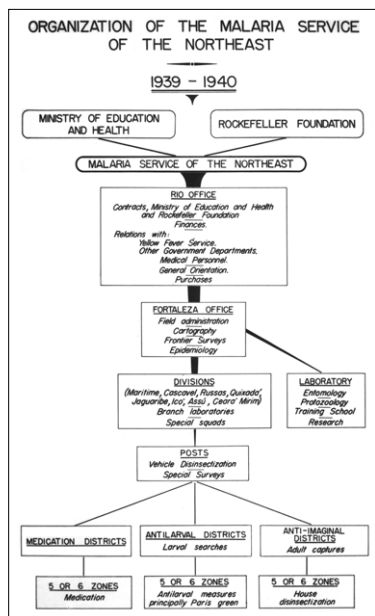 ORGANIZATION OF THE MALARIA SERVICE
OF THE NORTHEAST
1939 - 1940
MINISTRY OF EDUCATION
AND HEALTH
ROCKEFELLER FOUNDATION
MALARIA SERVICE OF THE NORTHEAST
RIO OFFICE
Contracts, Ministry of Education and Health
and Rockefeller Foundation
Finances.
Relations with:
Yellow Fever Service.
Other Government Departments.
Medical Personnel.
General Orientation.
Purchases
FORTALEZA OFFICE
Field administration
Cartography
Frontier Surveys
Epidemiology
DIVISIONS
(Maritime, Cascavel, Russas, Quixadá,
Jaguaribe, Icó, Assú, Ceará Mirim)
Branch laboratories
Special squads
LABORATORY
Entomology
Protozoology
Training School
Research
POSTS
Vehicle Disinsectization
Special Surveys
MEDICATION DISTRICTS
ANTILARVAL DISTRICTS
Larval searches
ANTI-IMAGINAL
DISTRICTS
Adult captures
5 OR 6 ZONES
Medication
5 OR 6 ZONES
Antilarval measures
principally Paris green
5 OR 6 ZONES
House
disinsectization